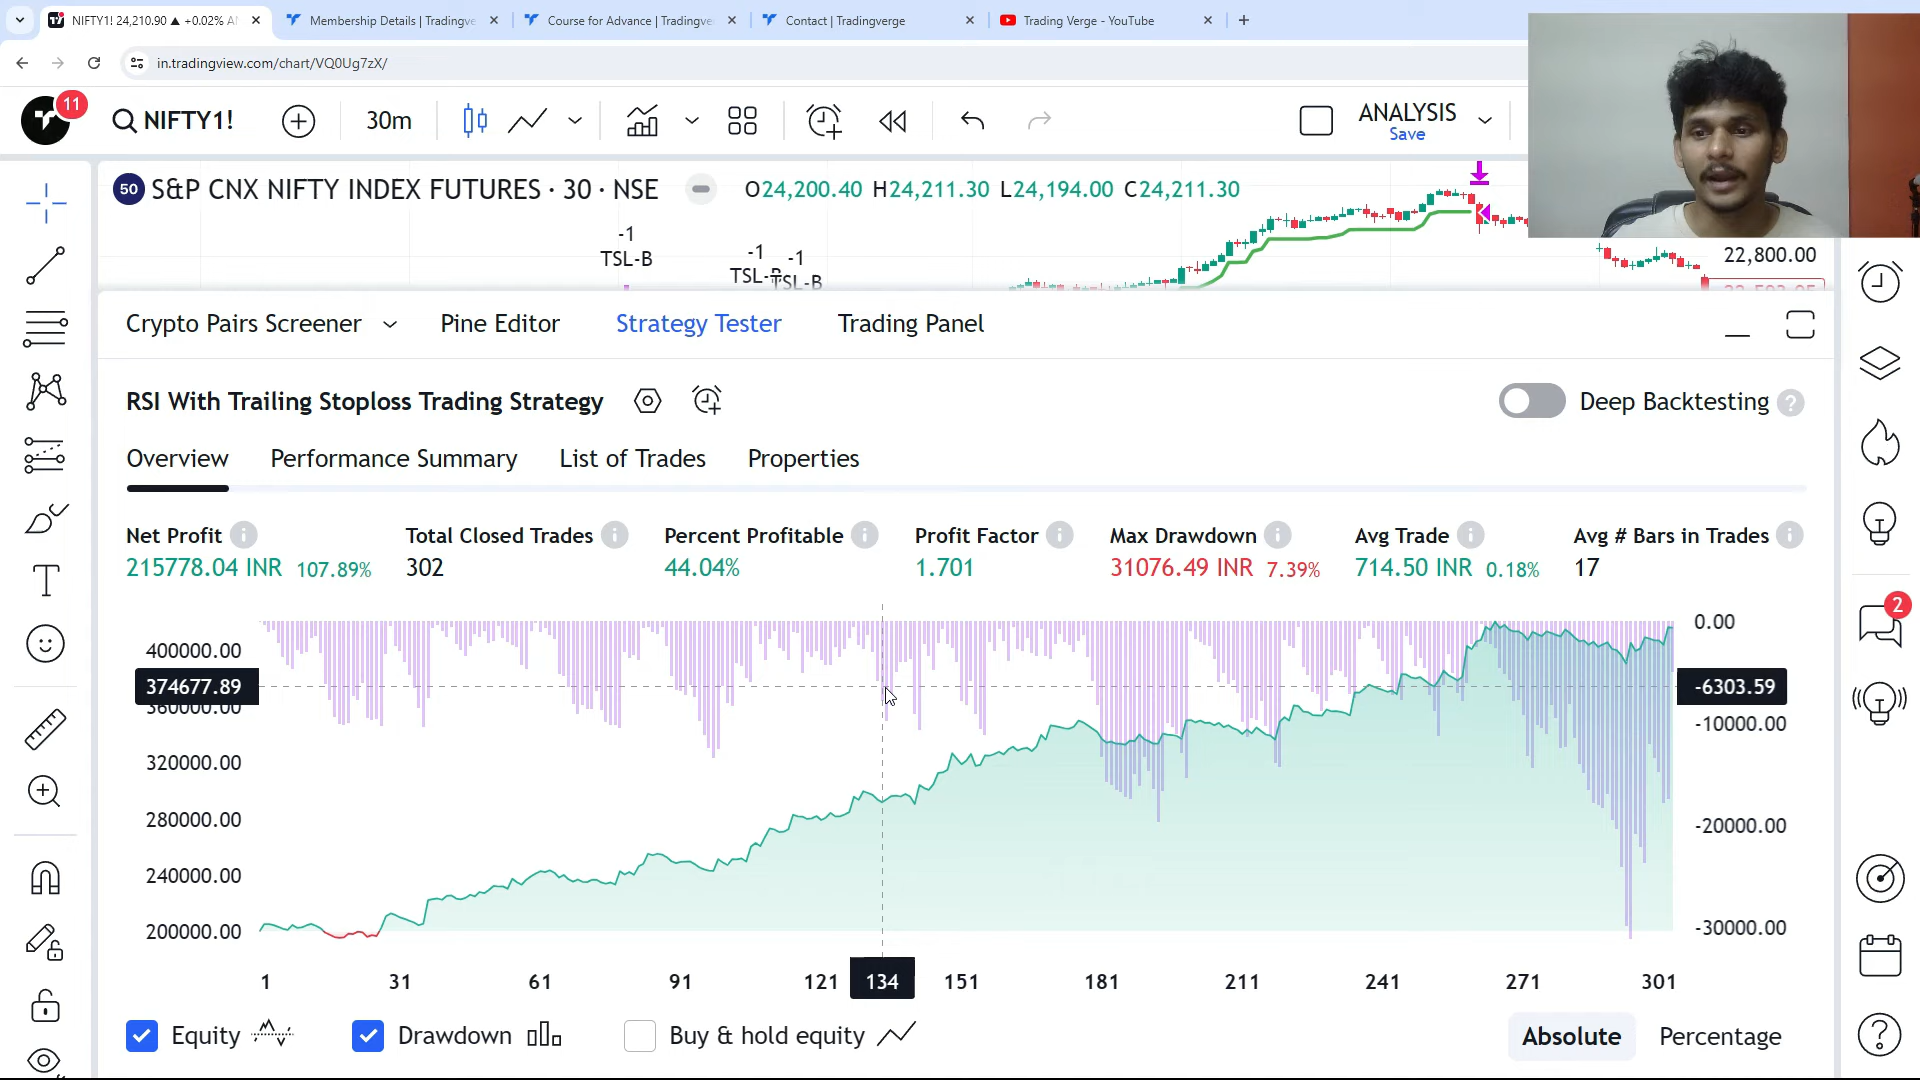 NIFTY1! 24,210.90 ▲ +0.02% AN
Membership Details | Tradingve
Course for Advance | Tradingve
Contact | Tradingverge
Trading Verge - YouTube
in.tradingview.com/chart/VQ0Ug7zX/
11
NIFTY1!
30m
ANALYSIS
Save
50 S&P CNX NIFTY INDEX FUTURES · 30 · NSE
O24,200.40 H24,211.30 L24,194.00 C24,211.30
-1
TSL-B
-1
-1
TSL-B
22,800.00
Crypto Pairs Screener
Pine Editor
Strategy Tester
Trading Panel
RSI With Trailing Stoploss Trading Strategy
Deep Backtesting
Overview
Performance Summary
List of Trades
Properties
Net Profit
215778.04 INR 107.89%
Total Closed Trades
302
Percent Profitable
44.04%
Profit Factor
1.701
Max Drawdown
31076.49 INR 7.39%
Avg Trade
714.50 INR 0.18%
Avg # Bars in Trades
17
400000.00
374677.89
360000.00
320000.00
280000.00
240000.00
200000.00
0.00
-6303.59
-10000.00
-20000.00
-30000.00
1 31 61 91 121 134 151 181 211 241 271 301
2
Equity
Drawdown
Buy & hold equity
Absolute
Percentage